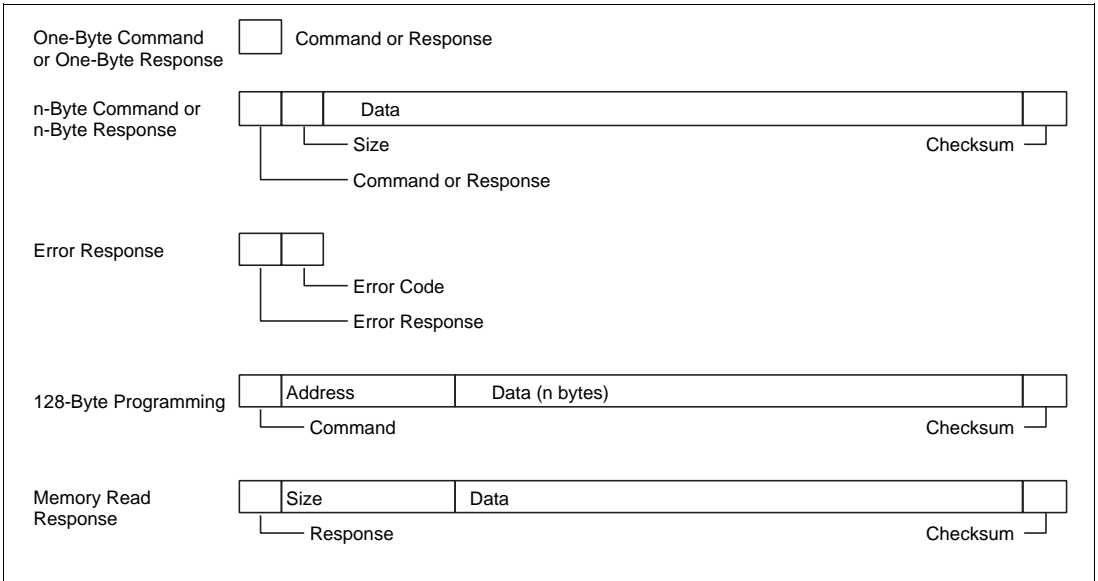 One-Byte Command
or One-Byte Response
Command or Response
n-Byte Command or
n-Byte Response
Data
Size
Checksum
Command or Response
Error Response
Error Code
Error Response
128-Byte Programming
Address
Data (n bytes)
Command
Checksum
Memory Read
Response
Size
Data
Response
Checksum